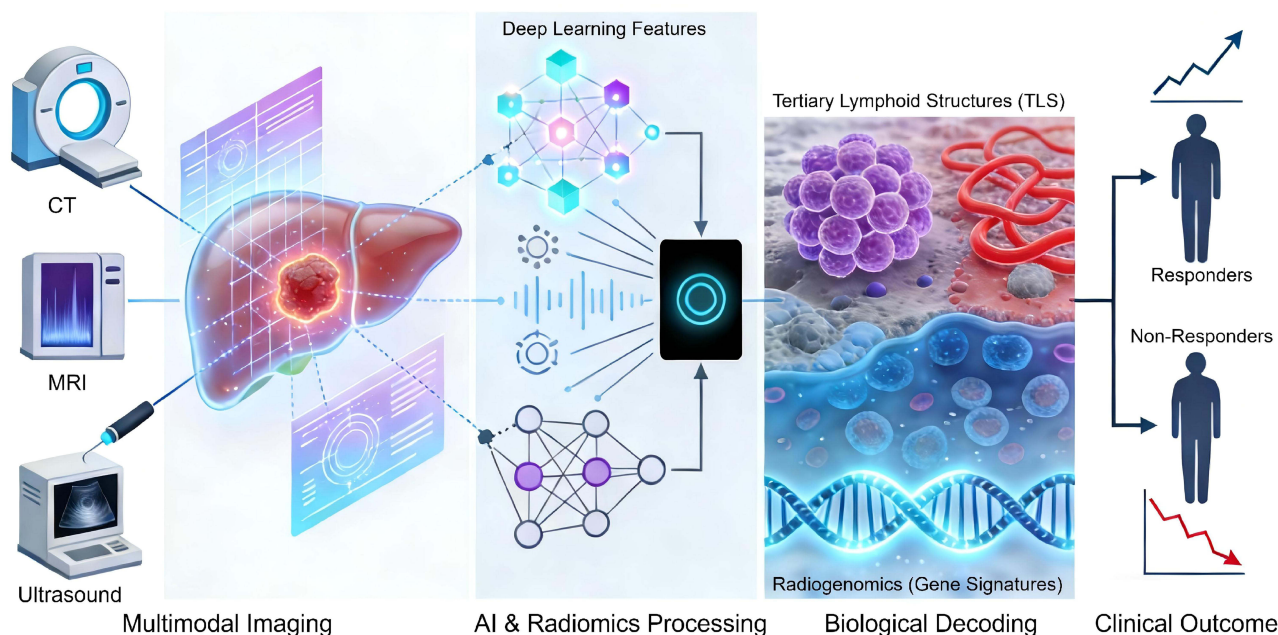 CT
MRI
Ultrasound
Multimodal Imaging
Deep Learning Features
AI & Radiomics Processing
Tertiary Lymphoid Structures (TLS)
Radiogenomics (Gene Signatures)
Biological Decoding
Responders
Non-Responders
Clinical Outcome